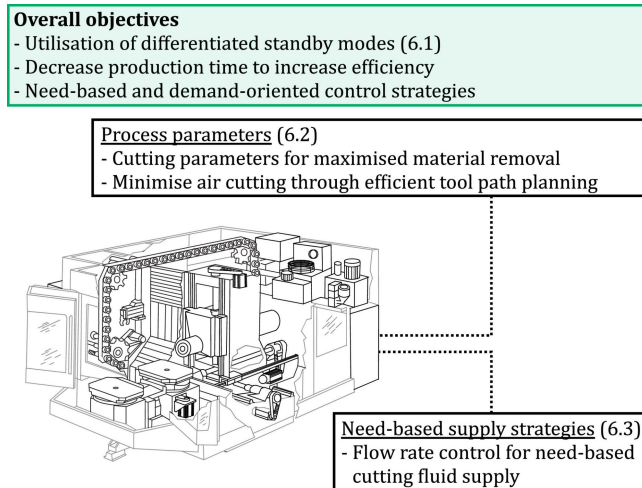 Overall objectives
- Utilisation of differentiated standby modes (6.1)
- Decrease production time to increase efficiency
- Need-based and demand-oriented control strategies
Process parameters (6.2)
- Cutting parameters for maximised material removal
- Minimise air cutting through efficient tool path planning
Need-based supply strategies (6.3)
- Flow rate control for need-based
cutting fluid supply